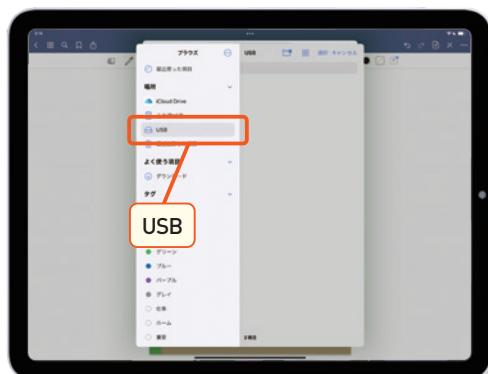 ブラウズ
USB
選択 キャンセル
最近使った項目
場所
iCloud Drive
USB
よく使う項目
ダウンロード
タグ
USB
グリーン
ブルー
パープル
グレイ
仕事
ホーム
重要